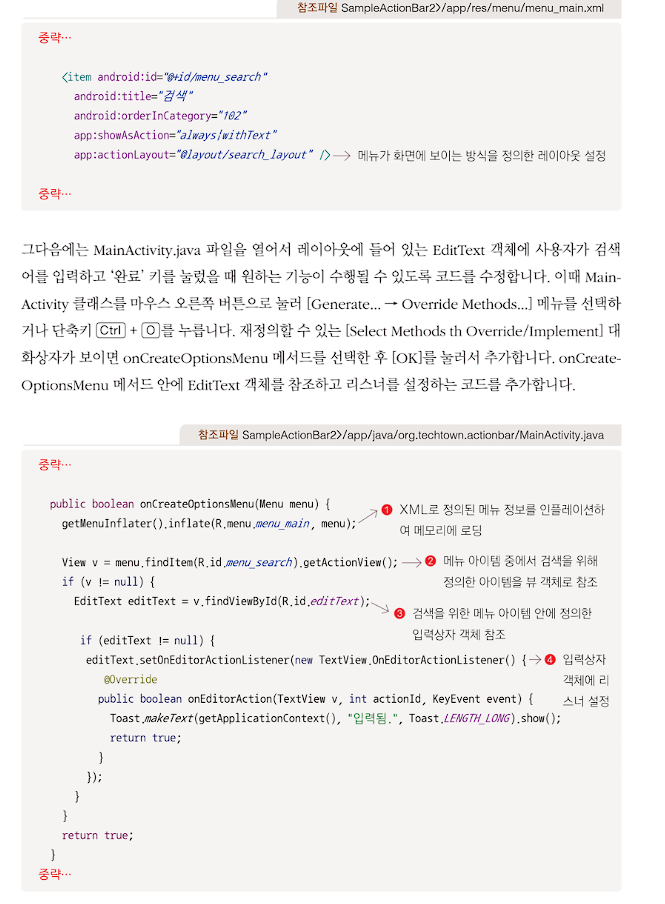 참조파일 SampleActionBar2>/app/res/menu/menu_main.xml
중략…
<item android:id="@+id/menu_search"
android:title="검색"
android:orderInCategory="102"
app:showAsAction="always|withText"
app:actionLayout="@layout/search_layout" /> → 메뉴가 화면에 보이는 방식을 정의한 레이아웃 설정
중략…
그다음에는 MainActivity.java 파일을 열어서 레이아웃에 들어 있는 EditText 객체에 사용자가 검색
어를 입력하고 ‘완료’ 키를 눌렀을 때 원하는 기능이 수행될 수 있도록 코드를 수정합니다. 이때 Main-
Activity 클래스를 마우스 오른쪽 버튼으로 눌러 [Generate... → Override Methods...] 메뉴를 선택하
거나 단축키 Ctrl + O를 누릅니다. 재정의할 수 있는 [Select Methods th Override/Implement] 대
화상자가 보이면 onCreateOptionsMenu 메서드를 선택한 후 [OK]를 눌러서 추가합니다. onCreate-
OptionsMenu 메서드 안에 EditText 객체를 참조하고 리스너를 설정하는 코드를 추가합니다.
참조파일 SampleActionBar2>/app/java/org.techtown.actionbar/MainActivity.java
중략…
public boolean onCreateOptionsMenu(Menu menu) {
getMenuInflater().inflate(R.menu.menu_main, menu); → ❶ XML로 정의된 메뉴 정보를 인플레이션하
여 메모리에 로딩
View v = menu.findItem(R.id.menu_search).getActionView(); → ❷ 메뉴 아이템 중에서 검색을 위해
if (v != null) { 정의한 아이템을 뷰 객체로 참조
EditText editText = v.findViewById(R.id.editText); → ❸ 검색을 위한 메뉴 아이템 안에 정의한
입력상자 객체 참조
if (editText != null) {
editText.setOnEditorActionListener(new TextView.OnEditorActionListener() { → ❹ 입력상자
@Override 객체에 리
public boolean onEditorAction(TextView v, int actionId, KeyEvent event) { 스너 설정
Toast.makeText(getApplicationContext(), "입력됨.", Toast.LENGTH_LONG).show();
return true;
}
});
}
}
return true;
}
중략…